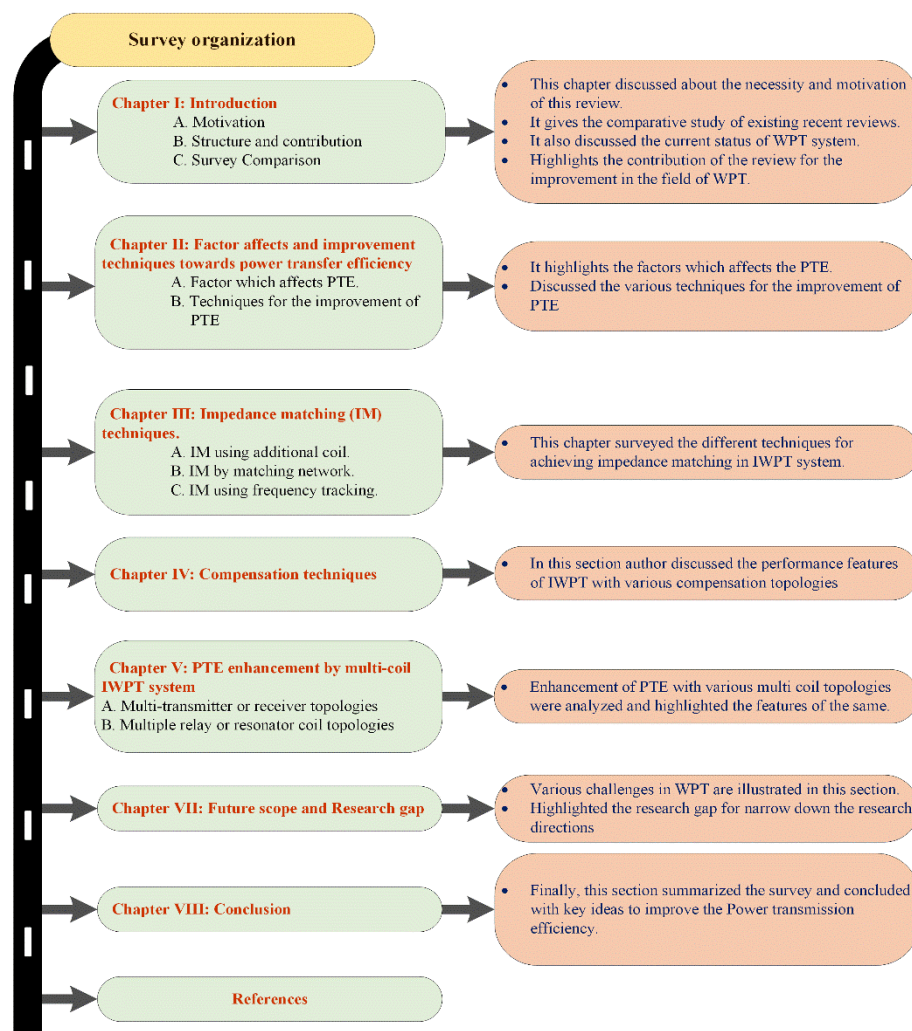 Survey organization
Chapter I: Introduction
A. Motivation
B. Structure and contribution
C. Survey Comparison
• This chapter discussed about the necessity and motivation
of this review.
• It gives the comparative study of existing recent reviews.
• It also discussed the current status of WPT system.
• Highlights the contribution of the review for the
improvement in the field of WPT.
Chapter II: Factor affects and improvement
techniques towards power transfer efficiency
A. Factor which affects PTE.
B. Techniques for the improvement of
PTE
• It highlights the factors which affects the PTE.
• Discussed the various techniques for the improvement of
PTE
Chapter III: Impedance matching (IM)
techniques.
A. IM using additional coil.
B. IM by matching network.
C. IM using frequency tracking.
• This chapter surveyed the different techniques for
achieving impedance matching in IWPT system.
Chapter IV: Compensation techniques
• In this section author discussed the performance features
of IWPT with various compensation topologies
Chapter V: PTE enhancement by multi-coil
IWPT system
A. Multi-transmitter or receiver topologies
B. Multiple relay or resonator coil topologies
• Enhancement of PTE with various multi coil topologies
were analyzed and highlighted the features of the same.
Chapter VII: Future scope and Research gap
• Various challenges in WPT are illustrated in this section.
• Highlighted the research gap for narrow down the research
directions
Chapter VIII: Conclusion
• Finally, this section summarized the survey and concluded
with key ideas to improve the Power transmission
efficiency.
References